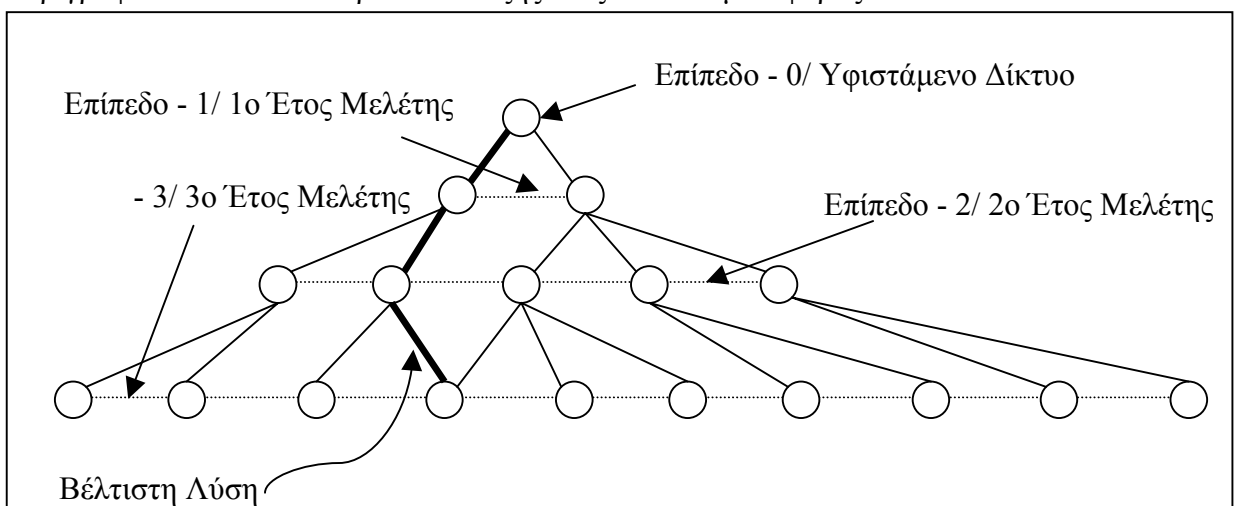 Επίπεδο - 0/ Υφιστάμενο Δίκτυο
Επίπεδο - 1/ 1ο Έτος Μελέτης
- 3/ 3ο Έτος Μελέτης
Επίπεδο - 2/ 2ο Έτος Μελέτης
Βέλτιστη Λύση